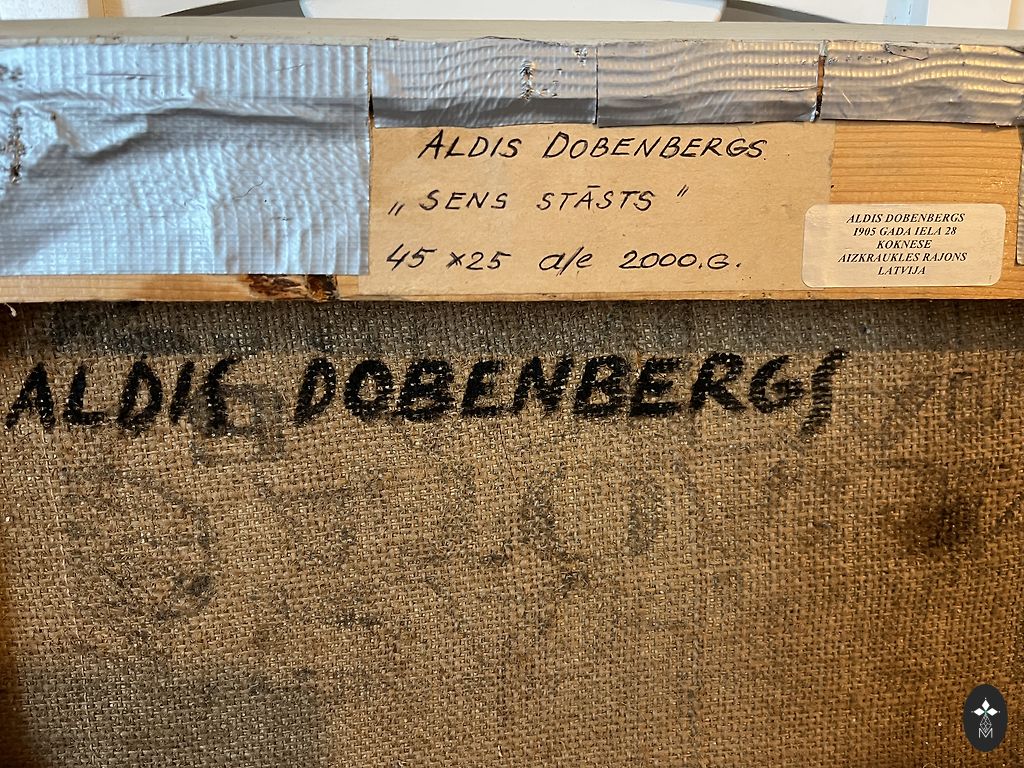 ALDIS DOBENBERGS
„SENS STĀSTS"
45×25 a/e 2000.G.
ALDIS DOBENBERGS
1905 GADA IELA 28
KOKNESE
AIZKRAUKLES RAJONS
LATVIJA
ALDIS DOBENBERGS
M